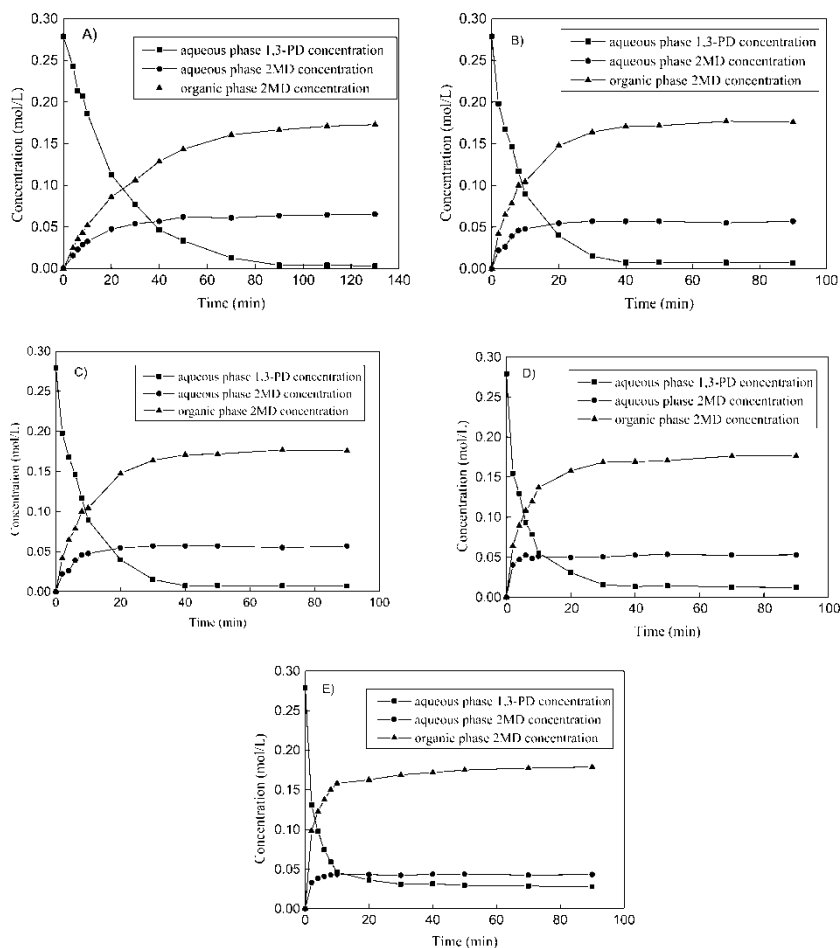 A)
aqueous phase 1,3-PD concentration
aqueous phase 2MD concentration
organic phase 2MD concentration
Concentration (mol/L)
0.30
0.25
0.20
0.15
0.10
0.05
0.00
0 20 40 60 80 100 120 140
Time (min)
B)
aqueous phase 1,3-PD concentration
aqueous phase 2MD concentration
organic phase 2MD concentration
Concentration (mol/L)
0.30
0.25
0.20
0.15
0.10
0.05
0.00
0 20 40 60 80 100
Time (min)
C)
aqueous phase 1,3-PD concentration
aqueous phase 2MD concentration
organic phase 2MD concentration
Concentration (mol/L)
0.30
0.25
0.20
0.15
0.10
0.05
0.00
0 20 40 60 80 100
Time (min)
D)
aqueous phase 1,3-PD concentration
aqueous phase 2MD concentration
organic phase 2MD concentration
Concentration (mol/L)
0.30
0.25
0.20
0.15
0.10
0.05
0.00
0 20 40 60 80 100
Time (min)
E)
aqueous phase 1,3-PD concentration
aqueous phase 2MD concentration
organic phase 2MD concentration
Concentration (mol/L)
0.30
0.25
0.20
0.15
0.10
0.05
0.00
0 20 40 60 80 100
Time (min)